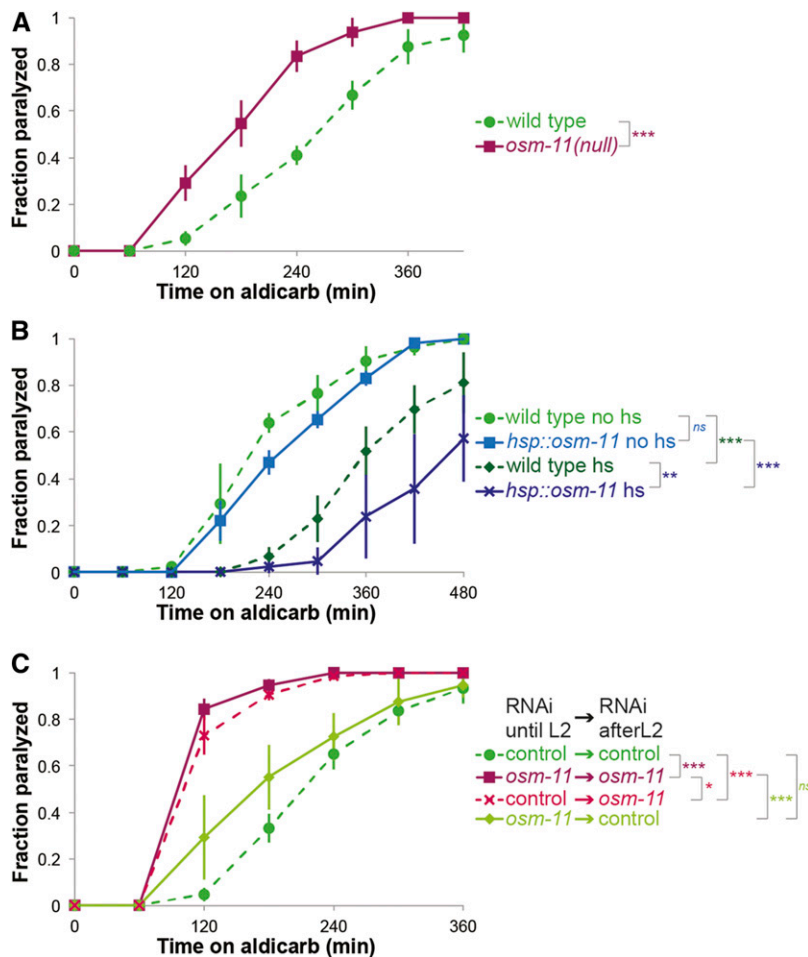 A
1
0.8
0.6
0.4
0.2
0
Fraction paralyzed
0 120 240 360
Time on aldicarb (min)
wild type
osm-11(null)
***
B
1
0.8
0.6
0.4
0.2
0
Fraction paralyzed
0 120 240 360 480
Time on aldicarb (min)
wild type no hs
hsp::osm-11 no hs
wild type hs
hsp::osm-11 hs
ns
**
***
***
C
1
0.8
0.6
0.4
0.2
0
Fraction paralyzed
0 120 240 360
Time on aldicarb (min)
RNAi → RNAi
until L2 afterL2
control → control
osm-11 → osm-11
control → osm-11
osm-11 → control
***
*
***
***
ns